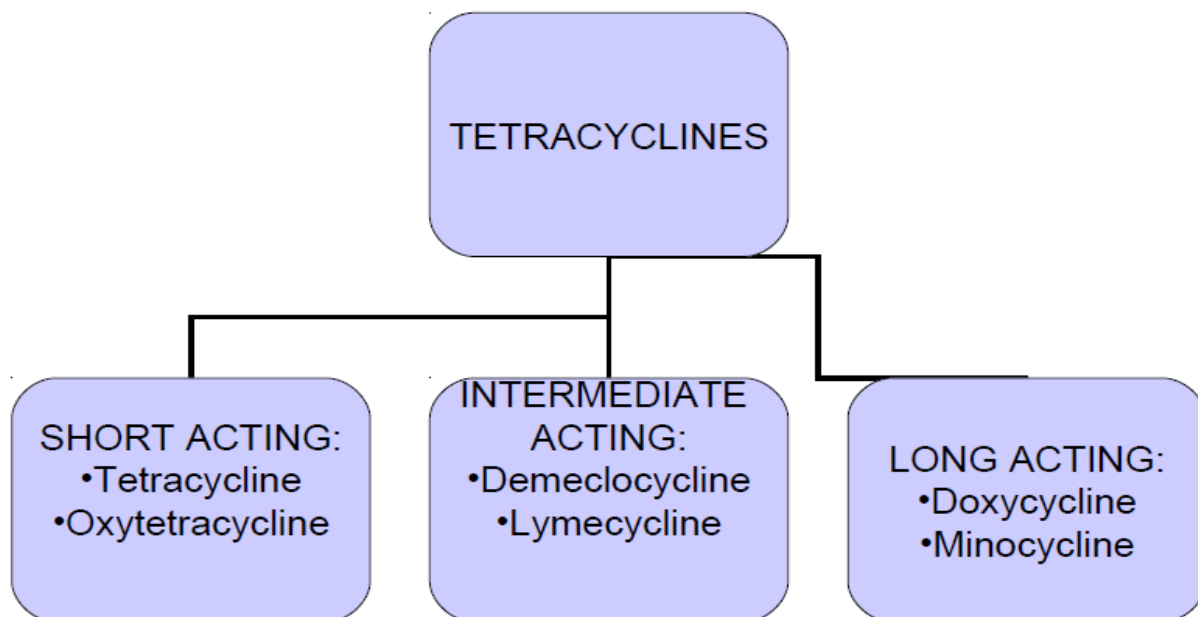 TETRACYCLINES
SHORT ACTING:
•Tetracycline
•Oxytetracycline
INTERMEDIATE
ACTING:
•Demeclocycline
•Lymecycline
LONG ACTING:
•Doxycycline
•Minocycline